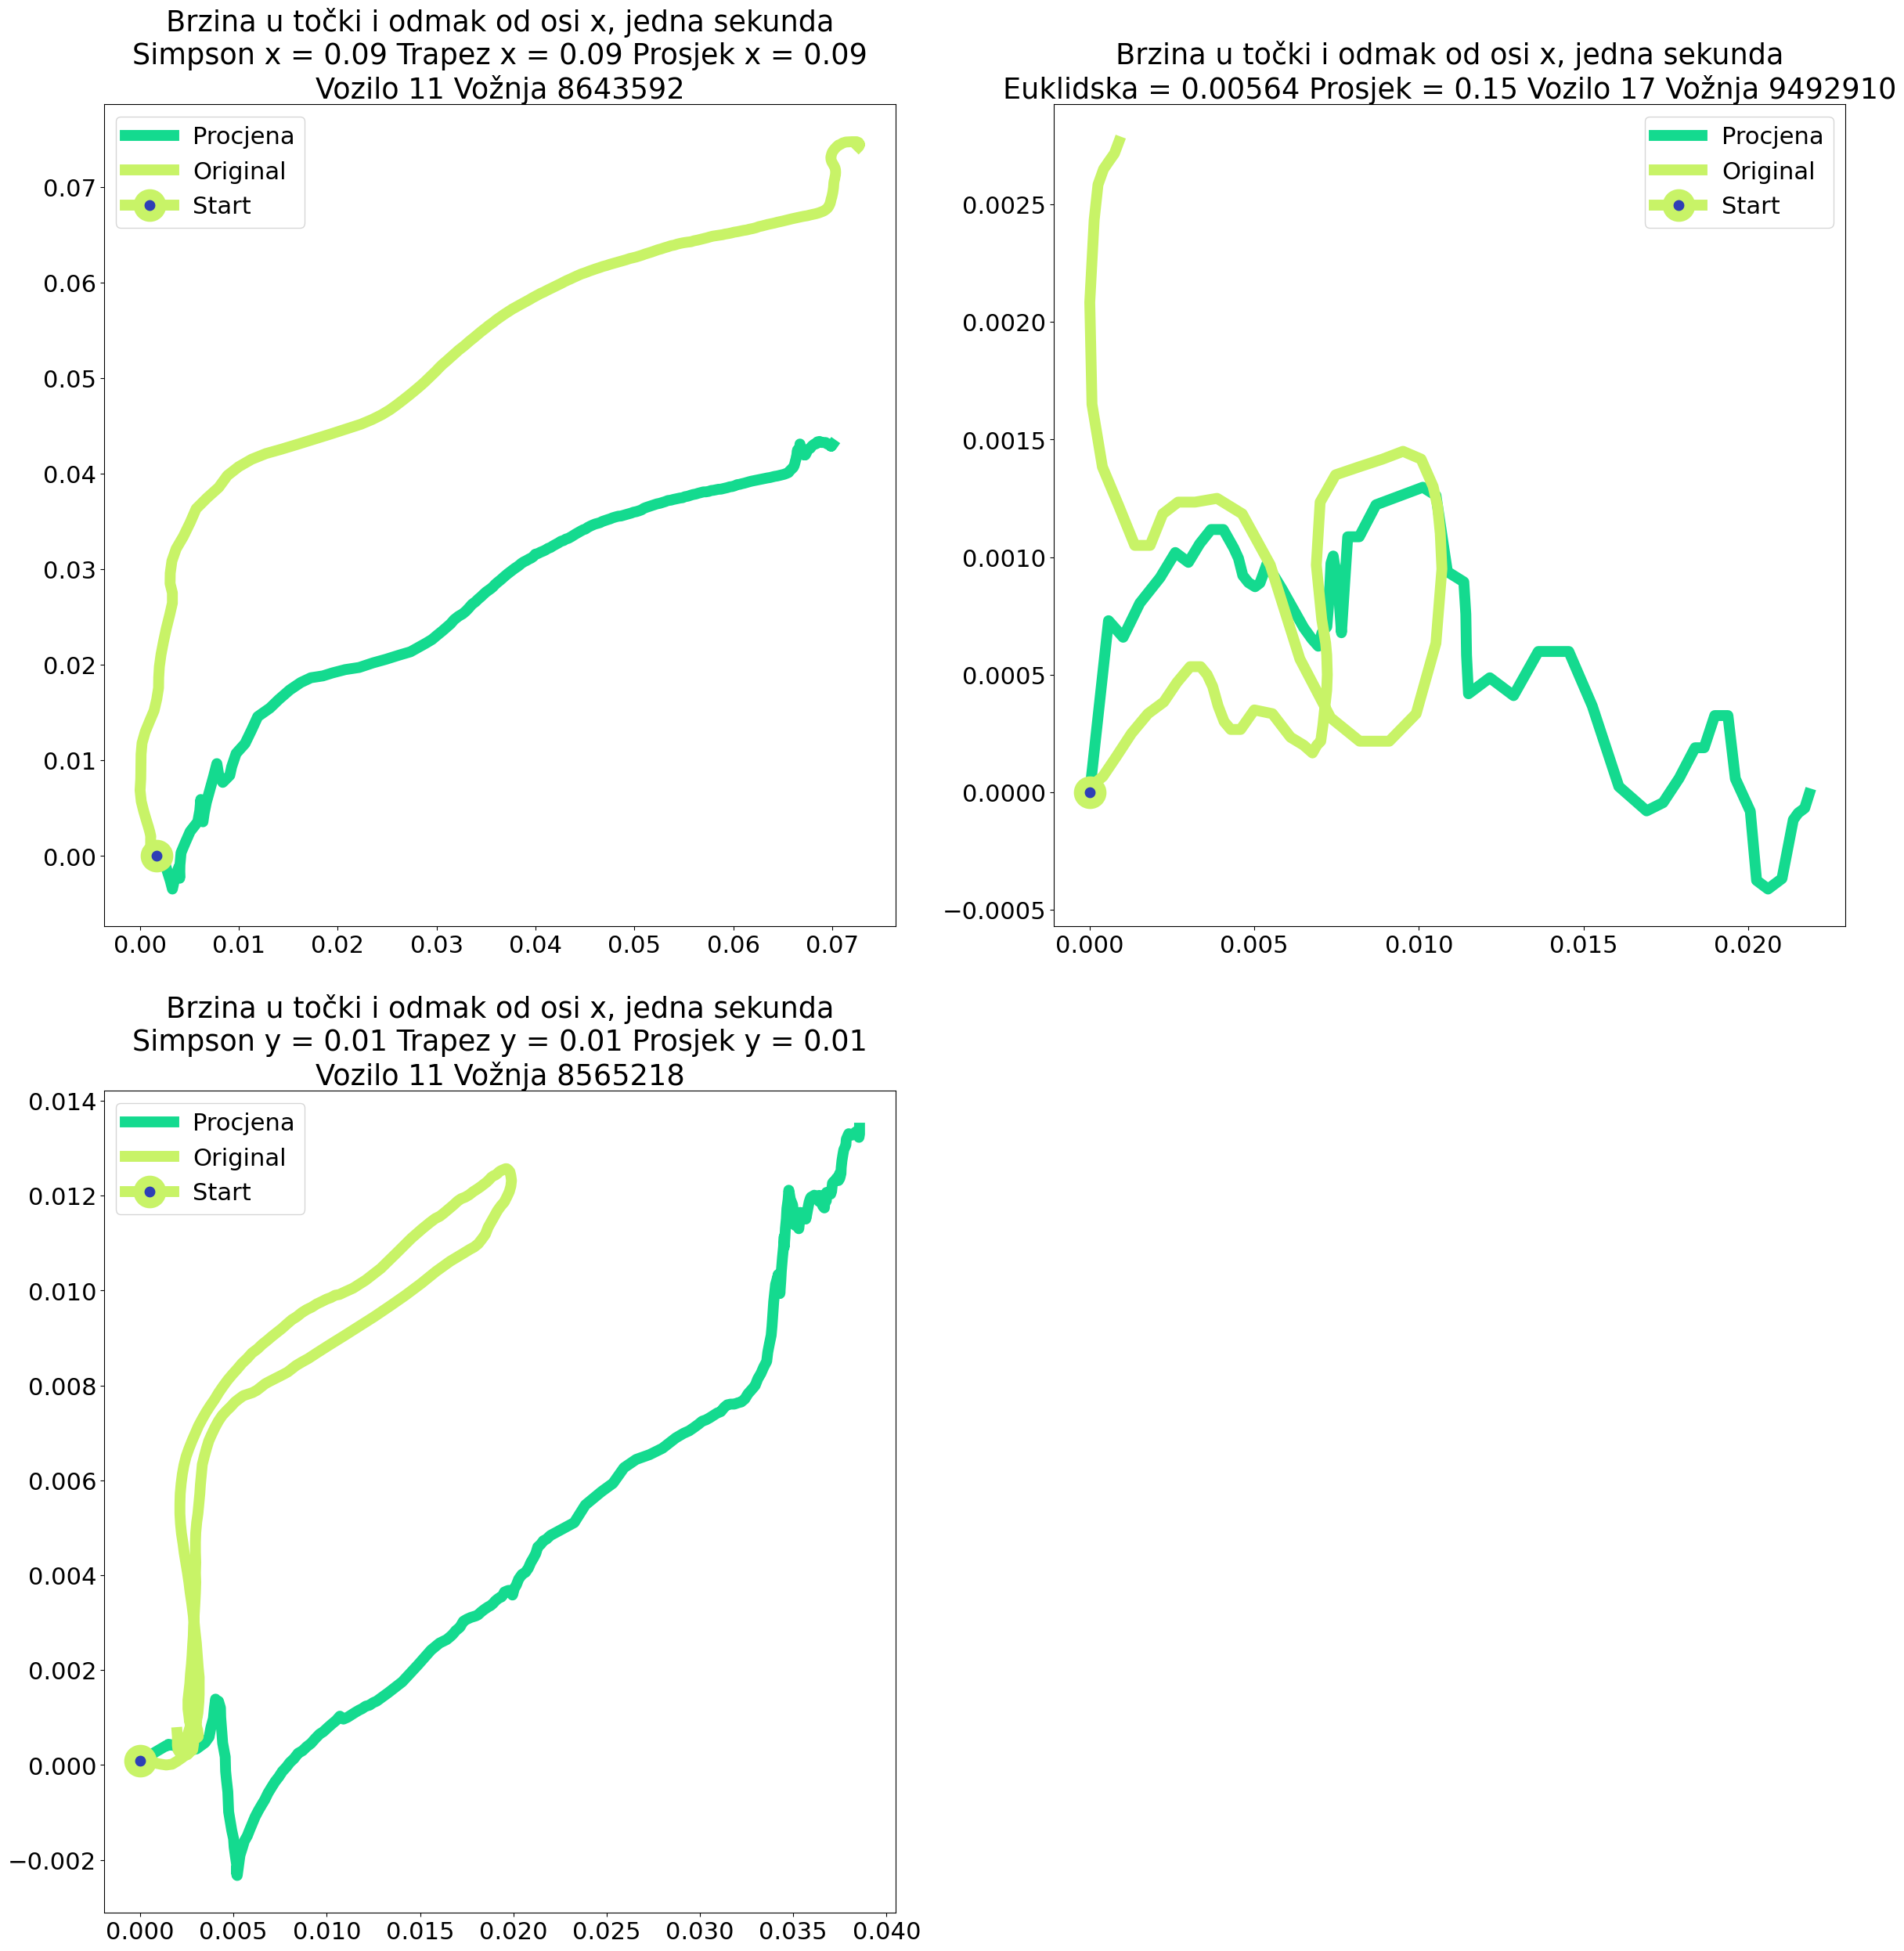 Brzina u točki i odmak od osi x, jedna sekunda
Simpson x = 0.09 Trapez x = 0.09 Prosjek x = 0.09
Vozilo 11 Vožnja 8643592
Procjena
Original
Start
0.07
0.06
0.05
0.04
0.03
0.02
0.01
0.00
0.00 0.01 0.02 0.03 0.04 0.05 0.06 0.07
Brzina u točki i odmak od osi x, jedna sekunda
Euklidska = 0.00564 Prosjek = 0.15 Vozilo 17 Vožnja 9492910
Procjena
Original
Start
0.0025
0.0020
0.0015
0.0010
0.0005
0.0000
−0.0005
0.000 0.005 0.010 0.015 0.020
Brzina u točki i odmak od osi x, jedna sekunda
Simpson y = 0.01 Trapez y = 0.01 Prosjek y = 0.01
Vozilo 11 Vožnja 8565218
Procjena
Original
Start
0.014
0.012
0.010
0.008
0.006
0.004
0.002
0.000
−0.002
0.000 0.005 0.010 0.015 0.020 0.025 0.030 0.035 0.040